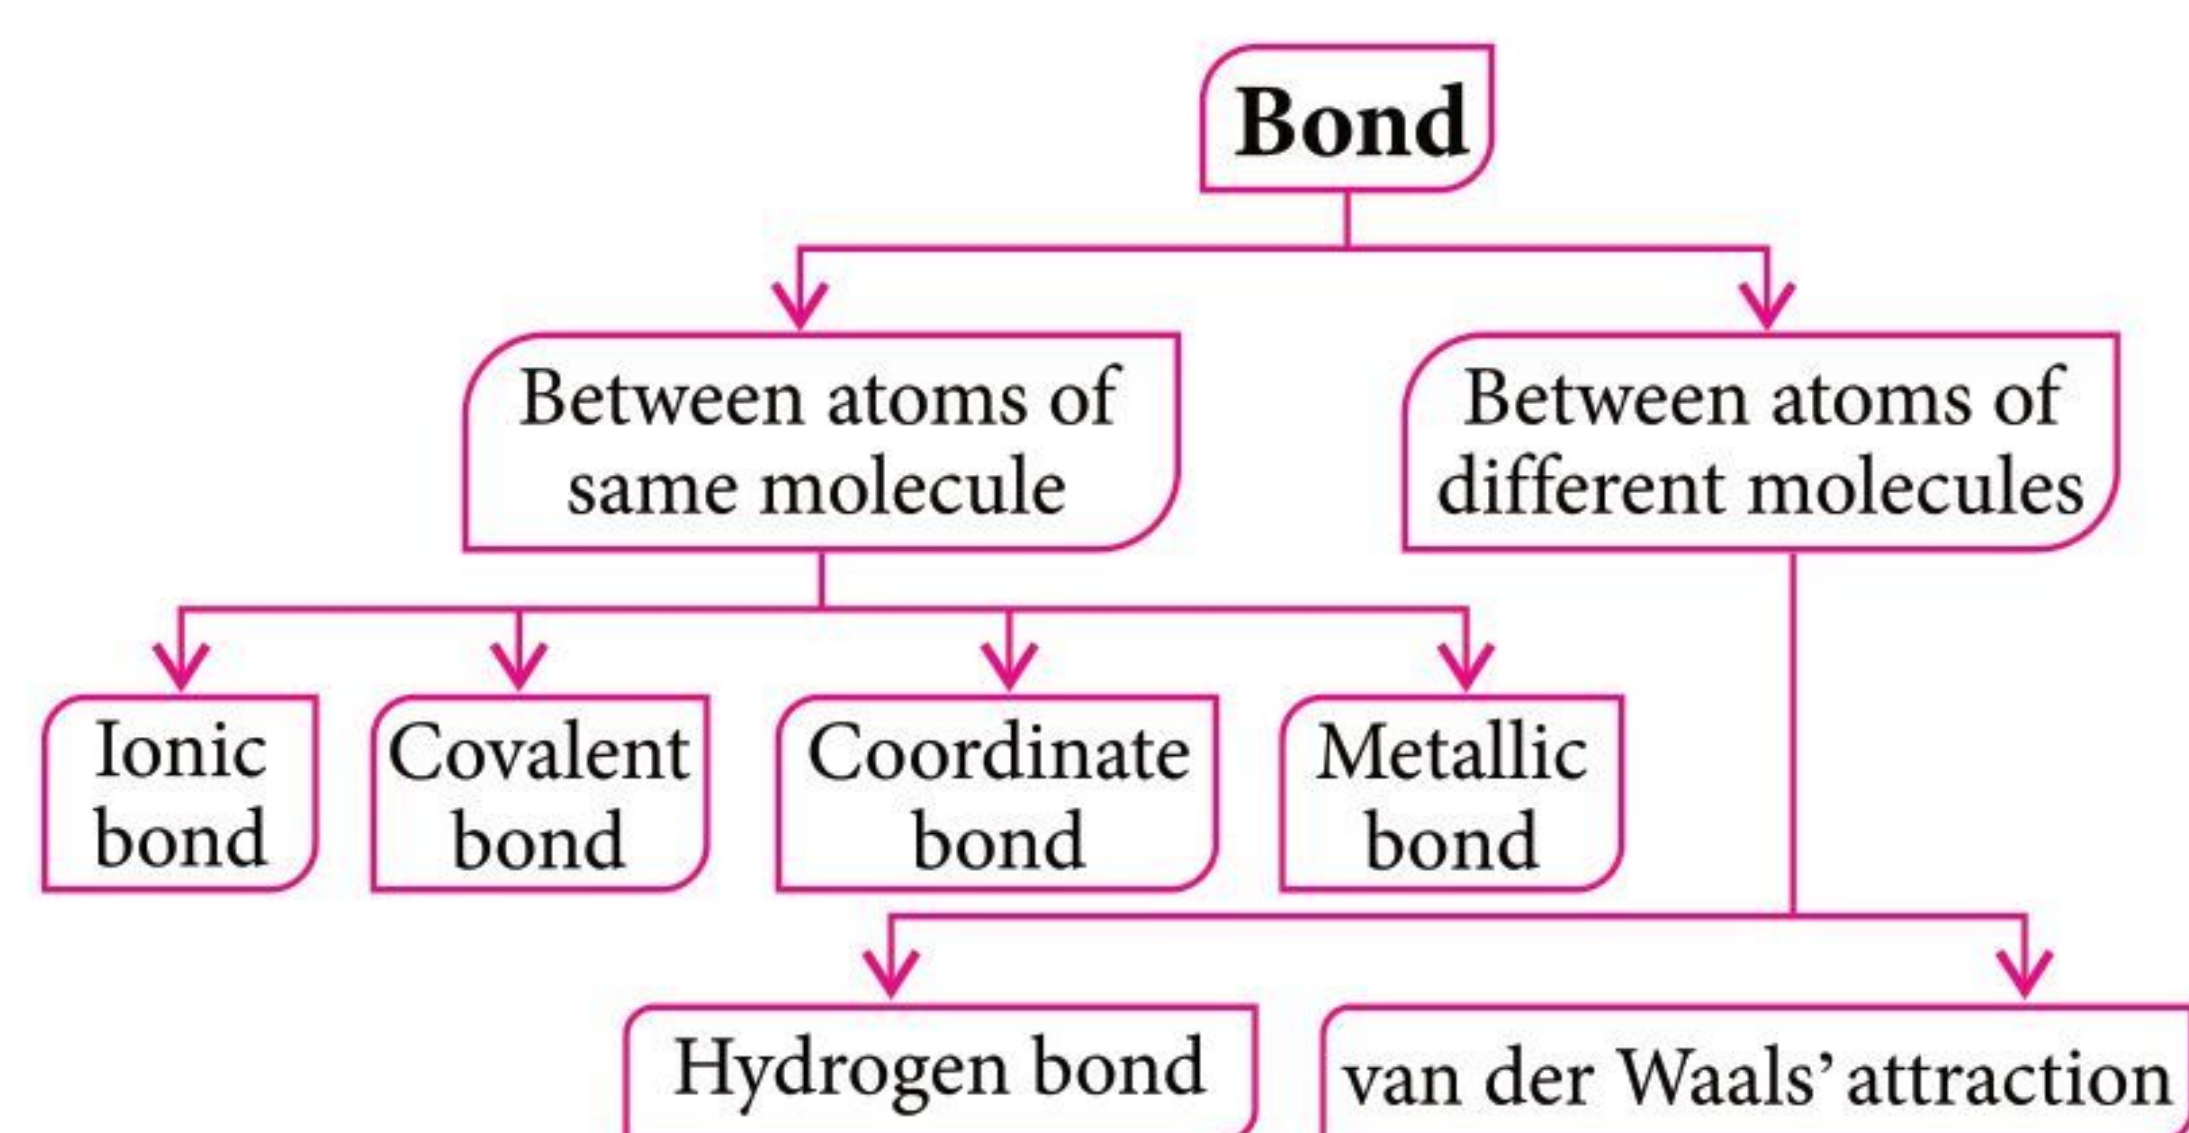 Bond
Between atoms of
same molecule
Between atoms of
different molecules
Ionic
bond
Covalent
bond
Coordinate
bond
Metallic
bond
Hydrogen bond
van der Waals’ attraction